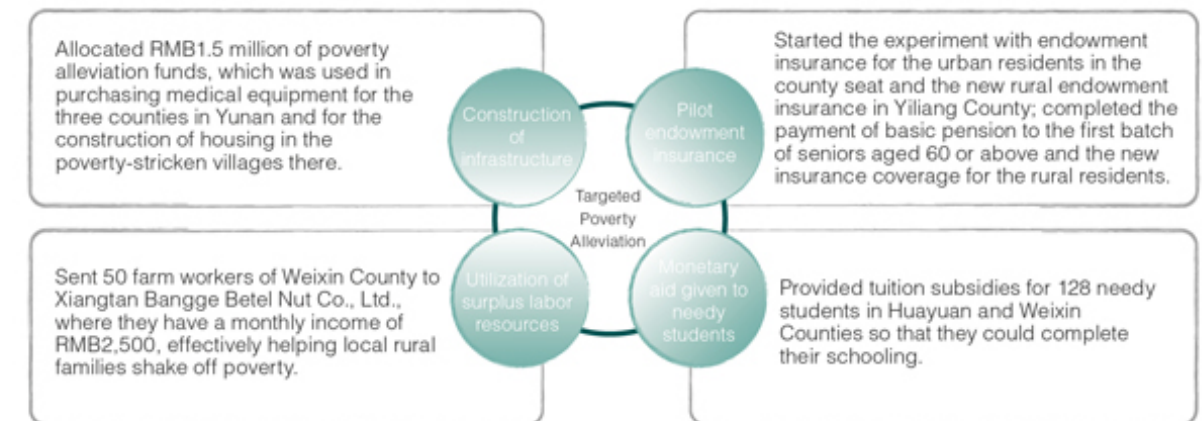 Allocated RMB1.5 million of poverty
alleviation funds, which was used in
purchasing medical equipment for the
three counties in Yunan and for the
construction of housing in the
poverty-stricken villages there.
Construction
of
infrastructure
Pilot
endowment
insurance
Started the experiment with endowment
insurance for the urban residents in the
county seat and the new rural endowment
insurance in Yiliang County; completed the
payment of basic pension to the first batch
of seniors aged 60 or above and the new
insurance coverage for the rural residents.
Targeted
Poverty
Alleviation
Sent 50 farm workers of Weixin County to
Xiangtan Bangge Betel Nut Co., Ltd.,
where they have a monthly income of
RMB2,500, effectively helping local rural
families shake off poverty.
Utilization of
surplus labor
resources
Monetary
aid given to
needy
students
Provided tuition subsidies for 128 needy
students in Huayuan and Weixin
Counties so that they could complete
their schooling.